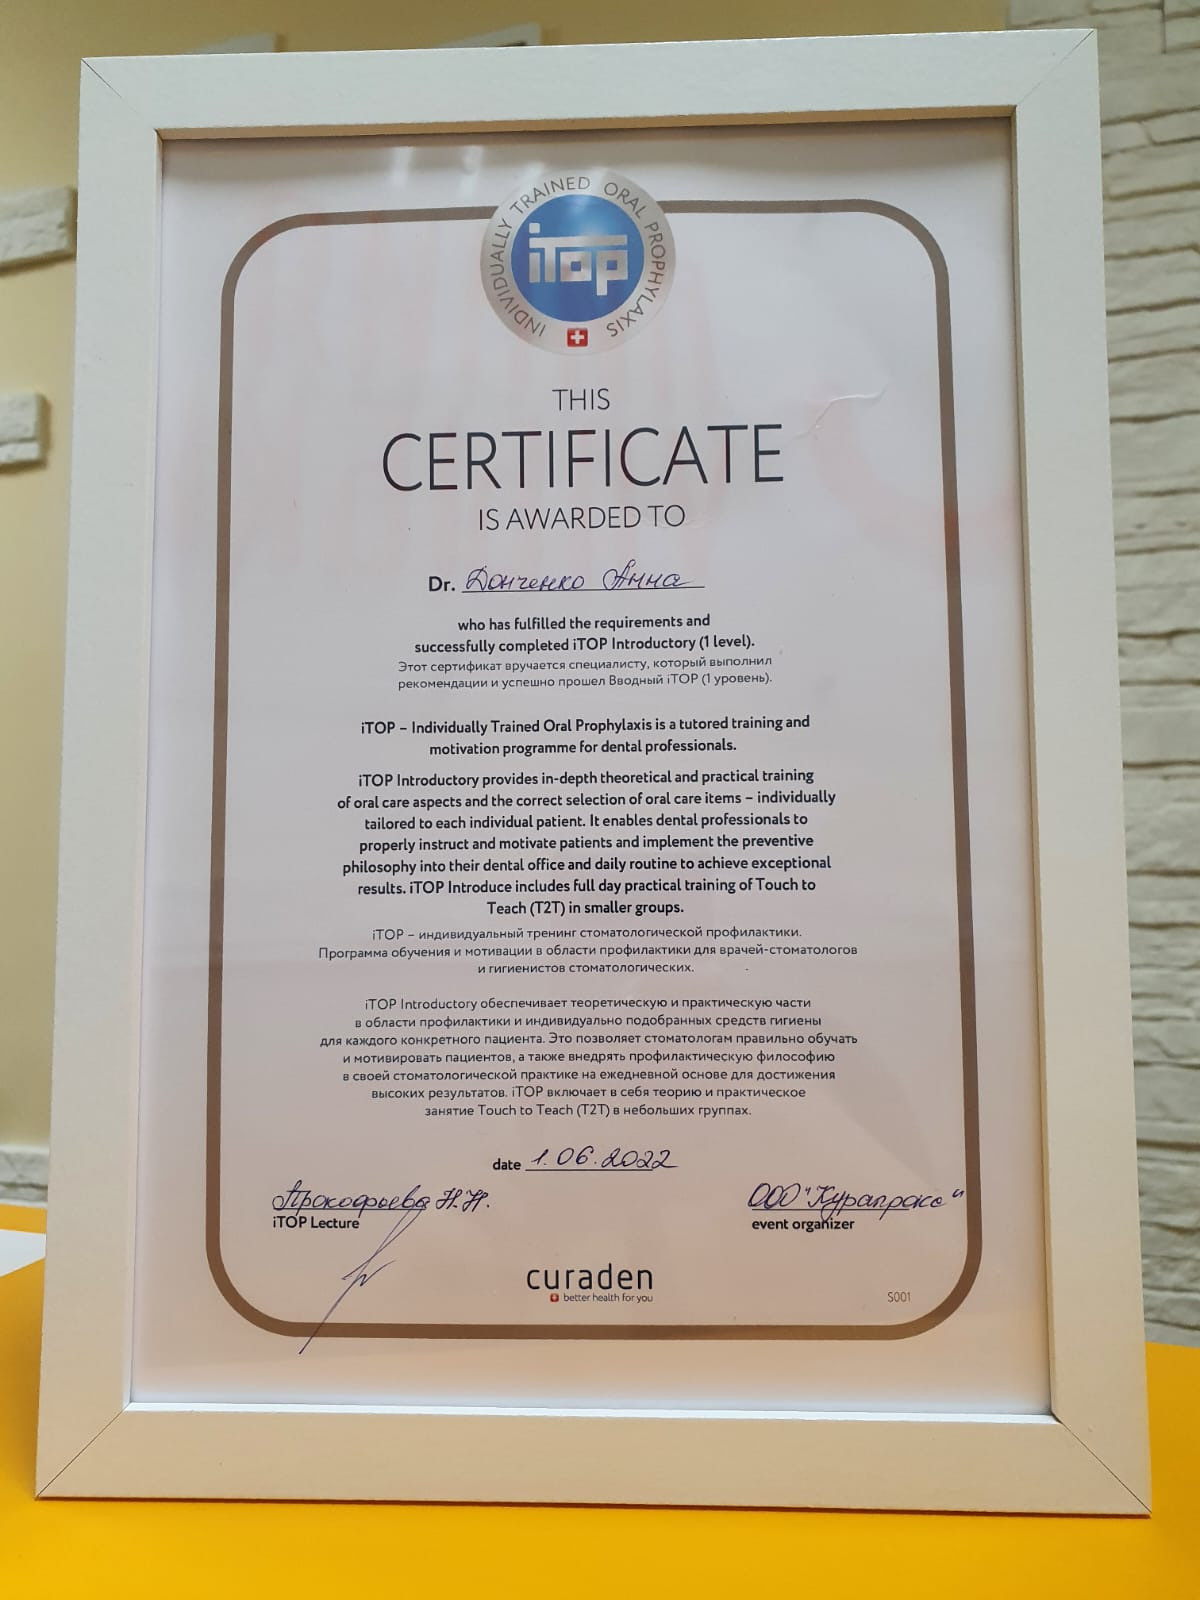 INDIVIDUALLY TRAINED ORAL PROPHYLAXIS
iTop
THIS
CERTIFICATE
IS AWARDED TO
Dr. Донченко Анна
who has fulfilled the requirements and
successfully completed iTOP Introductory (1 level).
Этот сертификат вручается специалисту, который выполнил
рекомендации и успешно прошел Вводный iTOP (1 уровень).
iTOP – Individually Trained Oral Prophylaxis is a tutored training and
motivation programme for dental professionals.
iTOP Introductory provides in-depth theoretical and practical training
of oral care aspects and the correct selection of oral care items – individually
tailored to each individual patient. It enables dental professionals to
properly instruct and motivate patients and implement the preventive
philosophy into their dental office and daily routine to achieve exceptional
results. iTOP Introduce includes full day practical training of Touch to
Teach (T2T) in smaller groups.
iTOP – индивидуальный тренинг стоматологической профилактики.
Программа обучения и мотивации в области профилактики для врачей-стоматологов
и гигиенистов стоматологических.
iTOP Introductory обеспечивает теоретическую и практическую части
в области профилактики и индивидуально подобранных средств гигиены
для каждого конкретного пациента. Это позволяет стоматологам правильно обучать
и мотивировать пациентов, а также внедрять профилактическую философию
в своей стоматологической практике на ежедневной основе для достижения
высоких результатов. iTOP включает в себя теорию и практическое
занятие Touch to Teach (T2T) в небольших группах.
date 1.06.2022
Прокофьева Н.Н.
iTOP Lecture
ООО "Курапрокс"
event organizer
curaden
better health for you
S001